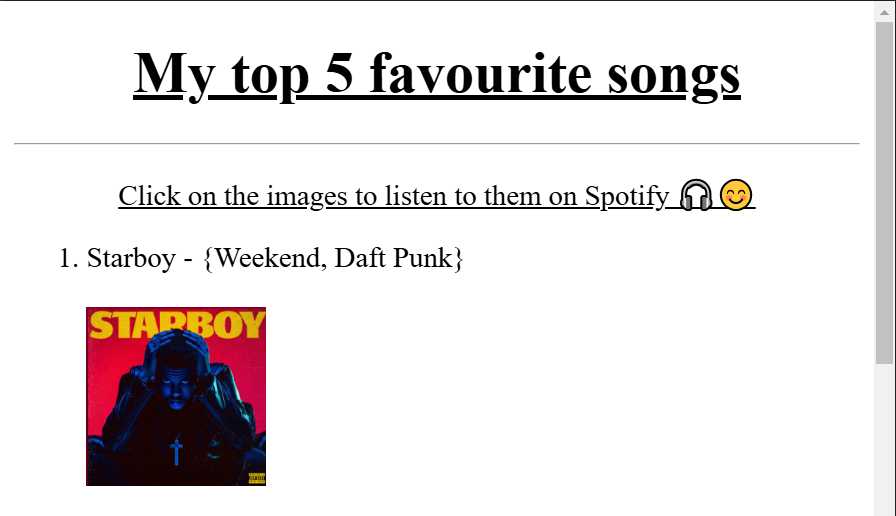 My top 5 favourite songs
Click on the images to listen to them on Spotify 🎧😊
1. Starboy - {Weekend, Daft Punk}
STARBOY